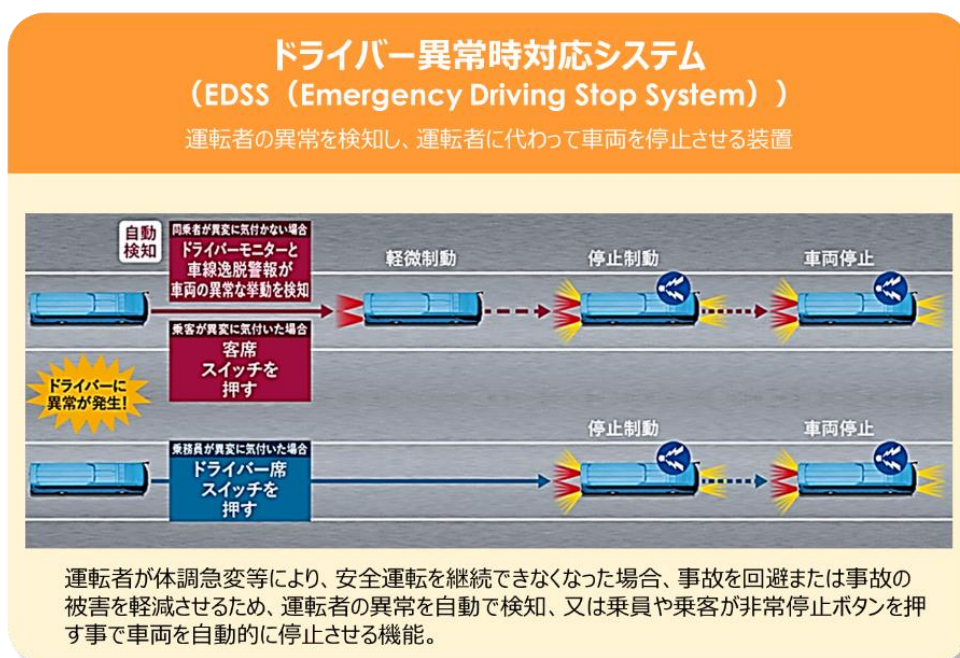 ドライバー異常時対応システム
（EDSS（Emergency Driving Stop System））
運転者の異常を検知し、運転者に代わって車両を停止させる装置
自動
検知
同乗者が異変に気付かない場合
ドライバーモニターと
車線逸脱警報が
車両の異常な挙動を検知
軽微制動
停止制動
車両停止
乗客が異変に気付いた場合
客席
スイッチを
押す
ドライバーに
異常が発生!
乗務員が異変に気付いた場合
ドライバー席
スイッチを
押す
停止制動
車両停止
運転者が体調急変等により、安全運転を継続できなくなった場合、事故を回避または事故の
被害を軽減させるため、運転者の異常を自動で検知、又は乗員や乗客が非常停止ボタンを押
す事で車両を自動的に停止させる機能。